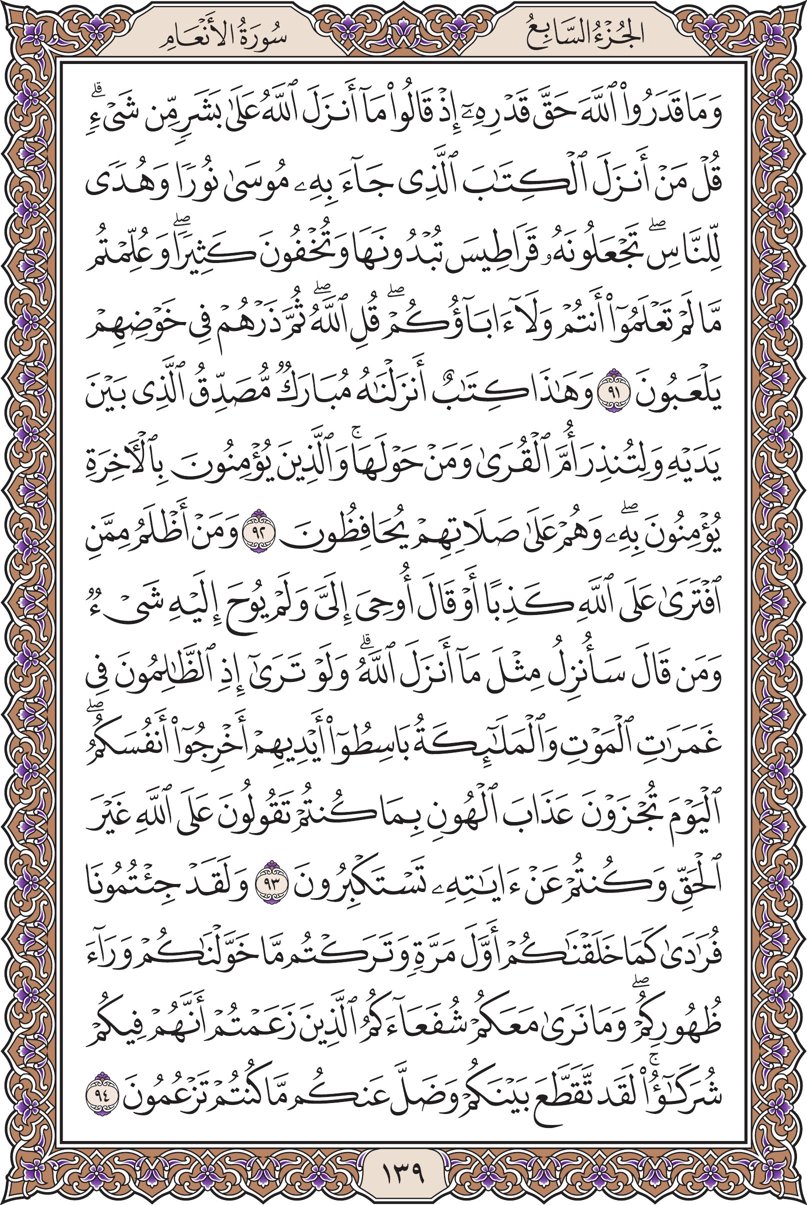 الجُزْءُ السَّابِعُ
سُورَةُ الأَنْعَامِ
وَمَا قَدَرُوا۟ ٱللَّهَ حَقَّ قَدْرِهِۦٓ إِذْ قَالُوا۟ مَآ أَنزَلَ ٱللَّهُ عَلَىٰ بَشَرٍ مِّن شَىْءٍ ۗ
قُلْ مَنْ أَنزَلَ ٱلْكِتَـٰبَ ٱلَّذِى جَآءَ بِهِۦ مُوسَىٰ نُورًا وَهُدًى
لِّلنَّاسِ ۖ تَجْعَلُونَهُۥ قَرَاطِيسَ تُبْدُونَهَا وَتُخْفُونَ كَثِيرًا ۖ وَعُلِّمْتُم
مَّا لَمْ تَعْلَمُوٓا۟ أَنتُمْ وَلَآ ءَابَآؤُكُمْ ۖ قُلِ ٱللَّهُ ۖ ثُمَّ ذَرْهُمْ فِى خَوْضِهِمْ
يَلْعَبُونَ ٩١ وَهَـٰذَا كِتَـٰبٌ أَنزَلْنَـٰهُ مُبَارَكٌ مُّصَدِّقُ ٱلَّذِى بَيْنَ
يَدَيْهِ وَلِتُنذِرَ أُمَّ ٱلْقُرَىٰ وَمَنْ حَوْلَهَا ۚ وَٱلَّذِينَ يُؤْمِنُونَ بِٱلْـَٔاخِرَةِ
يُؤْمِنُونَ بِهِۦ ۖ وَهُمْ عَلَىٰ صَلَاتِهِمْ يُحَافِظُونَ ٩٢ وَمَنْ أَظْلَمُ مِمَّنِ
ٱفْتَرَىٰ عَلَى ٱللَّهِ كَذِبًا أَوْ قَالَ أُوحِىَ إِلَىَّ وَلَمْ يُوحَ إِلَيْهِ شَىْءٌ
وَمَن قَالَ سَأُنزِلُ مِثْلَ مَآ أَنزَلَ ٱللَّهُ ۗ وَلَوْ تَرَىٰٓ إِذِ ٱلظَّـٰلِمُونَ فِى
غَمَرَٰتِ ٱلْمَوْتِ وَٱلْمَلَـٰٓئِكَةُ بَاسِطُوٓا۟ أَيْدِيهِمْ أَخْرِجُوٓا۟ أَنفُسَكُمُ ۖ
ٱلْيَوْمَ تُجْزَوْنَ عَذَابَ ٱلْهُونِ بِمَا كُنتُمْ تَقُولُونَ عَلَى ٱللَّهِ غَيْرَ
ٱلْحَقِّ وَكُنتُمْ عَنْ ءَايَـٰتِهِۦ تَسْتَكْبِرُونَ ٩٣ وَلَقَدْ جِئْتُمُونَا
فُرَٰدَىٰ كَمَا خَلَقْنَـٰكُمْ أَوَّلَ مَرَّةٍ وَتَرَكْتُم مَّا خَوَّلْنَـٰكُمْ وَرَآءَ
ظُهُورِكُمْ ۖ وَمَا نَرَىٰ مَعَكُمْ شُفَعَآءَكُمُ ٱلَّذِينَ زَعَمْتُمْ أَنَّهُمْ فِيكُمْ
شُرَكَـٰٓؤُا۟ ۚ لَقَد تَّقَطَّعَ بَيْنَكُمْ وَضَلَّ عَنكُم مَّا كُنتُمْ تَزْعُمُونَ ٩٤
١٣٩